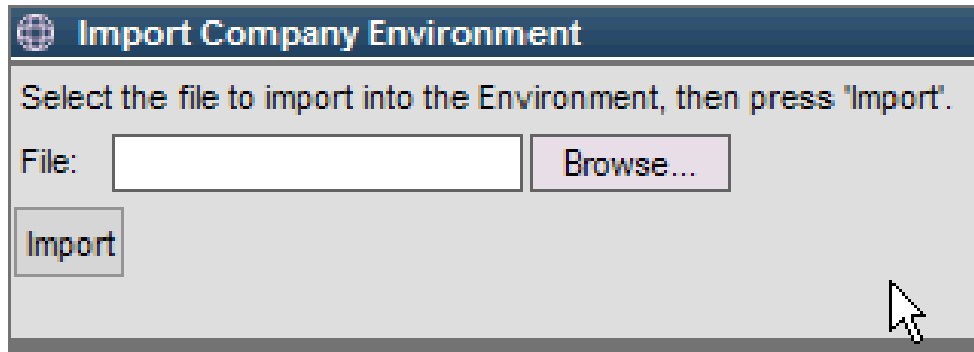 Import Company Environment
Select the file to import into the Environment, then press 'Import'.
File: Browse...
Import